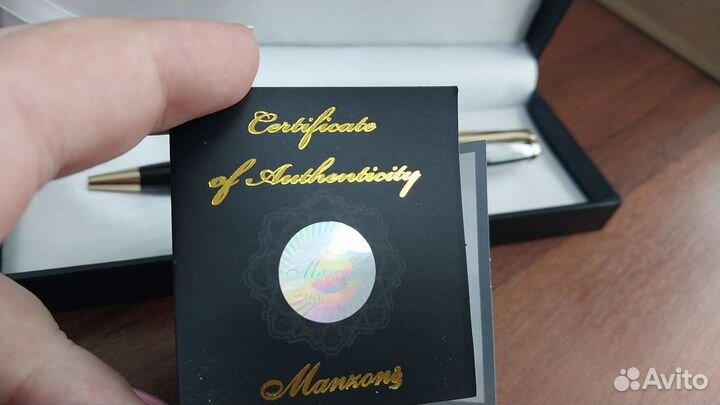 Certificate
of Authenticity
Manzoni
Avito